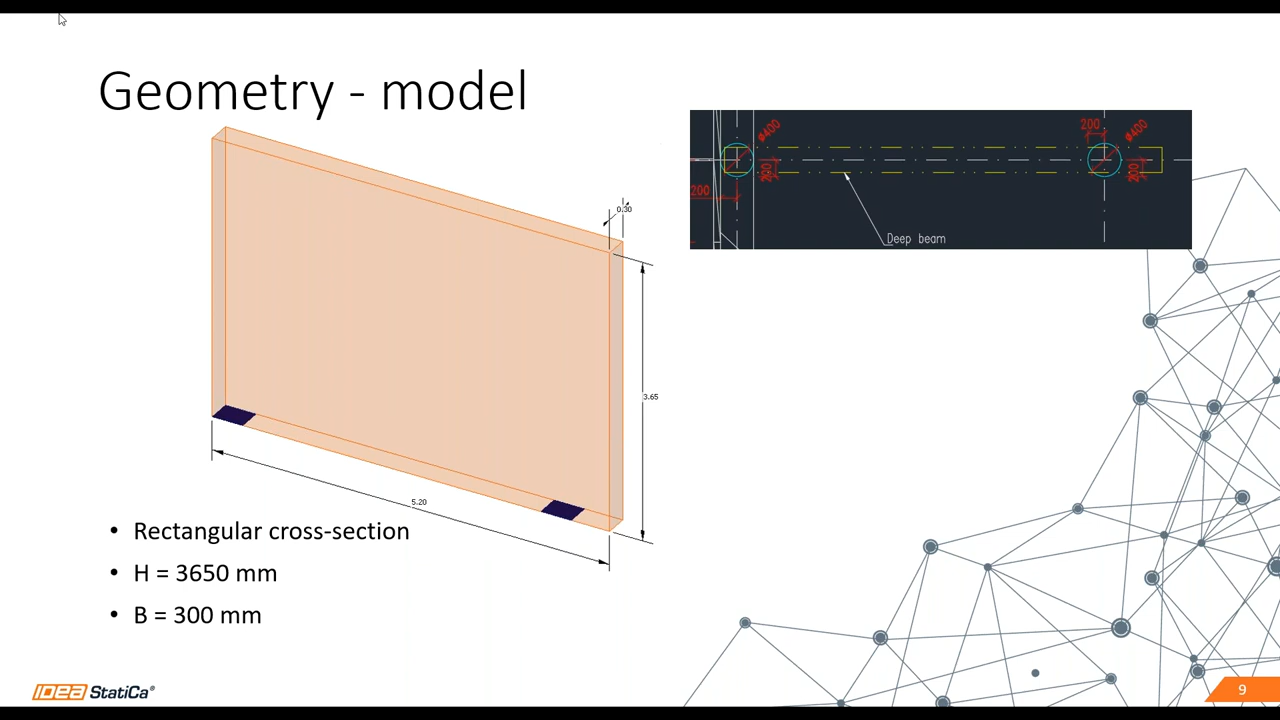 Geometry - model
0.30
3.65
5.20
• Rectangular cross-section
• H = 3650 mm
• B = 300 mm
ø400
200
ø400
200
200
200
Deep beam
IDEA StatiCa®
9